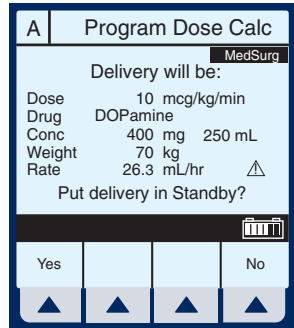 A Program Dose Calc
MedSurg
Delivery will be:
Dose 10 mcg/kg/min
Drug DOPamine
Conc 400 mg 250 mL
Weight 70 kg
Rate 26.3 mL/hr
Put delivery in Standby?
Yes No